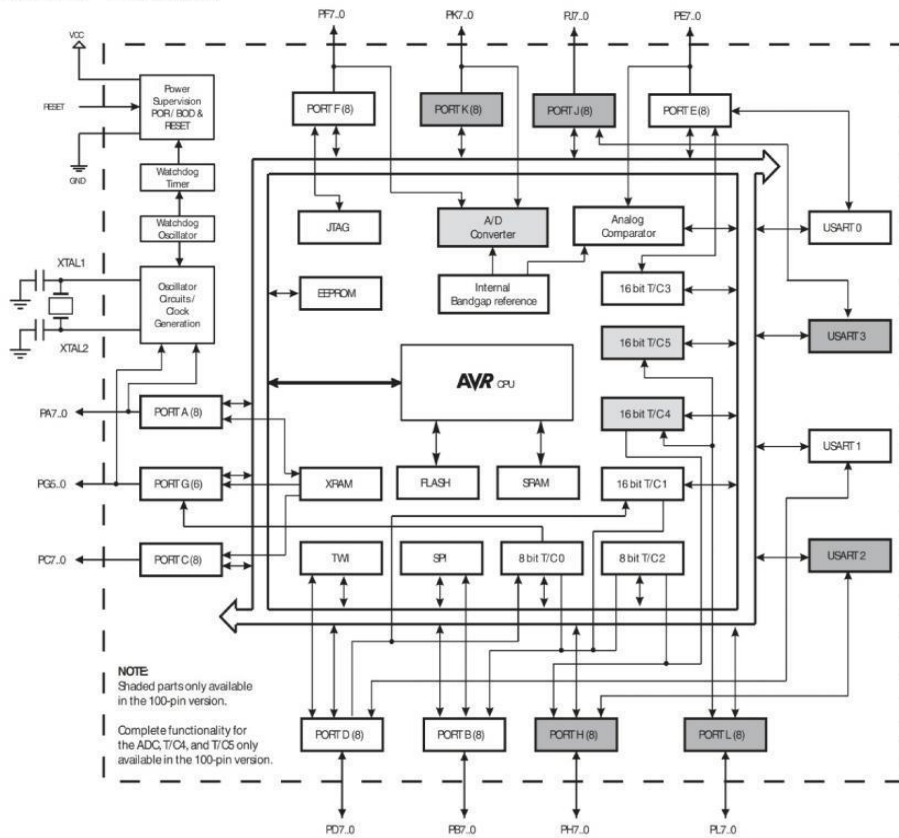 PF7..0
PK7..0
PJ7..0
PE7..0
VCC
RESET
GND
Power
Supervision
POR/ BOD &
RESET
PORT F (8)
PORT K (8)
PORT J (8)
PORT E (8)
Watchdog
Timer
Watchdog
Oscillator
JTAG
A/D
Converter
Analog
Comparator
USART 0
XTAL1
XTAL2
Oscillator
Circuits /
Clock
Generation
EEPROM
Internal
Bandgap reference
16 bit T/C 3
16 bit T/C 5
USART 3
AVR CPU
16 bit T/C 4
PA7..0
PORT A (8)
USART 1
PG5..0
PORT G (6)
XRAM
FLASH
SRAM
16 bit T/C 1
PC7..0
PORT C (8)
TWI
SPI
8 bit T/C 0
8 bit T/C 2
USART 2
NOTE:
Shaded parts only available
in the 100-pin version.
Complete functionality for
the ADC, T/C4, and T/C5 only
available in the 100-pin version.
PORT D (8)
PORT B (8)
PORT H (8)
PORT L (8)
PD7..0
PB7..0
PH7..0
PL7..0